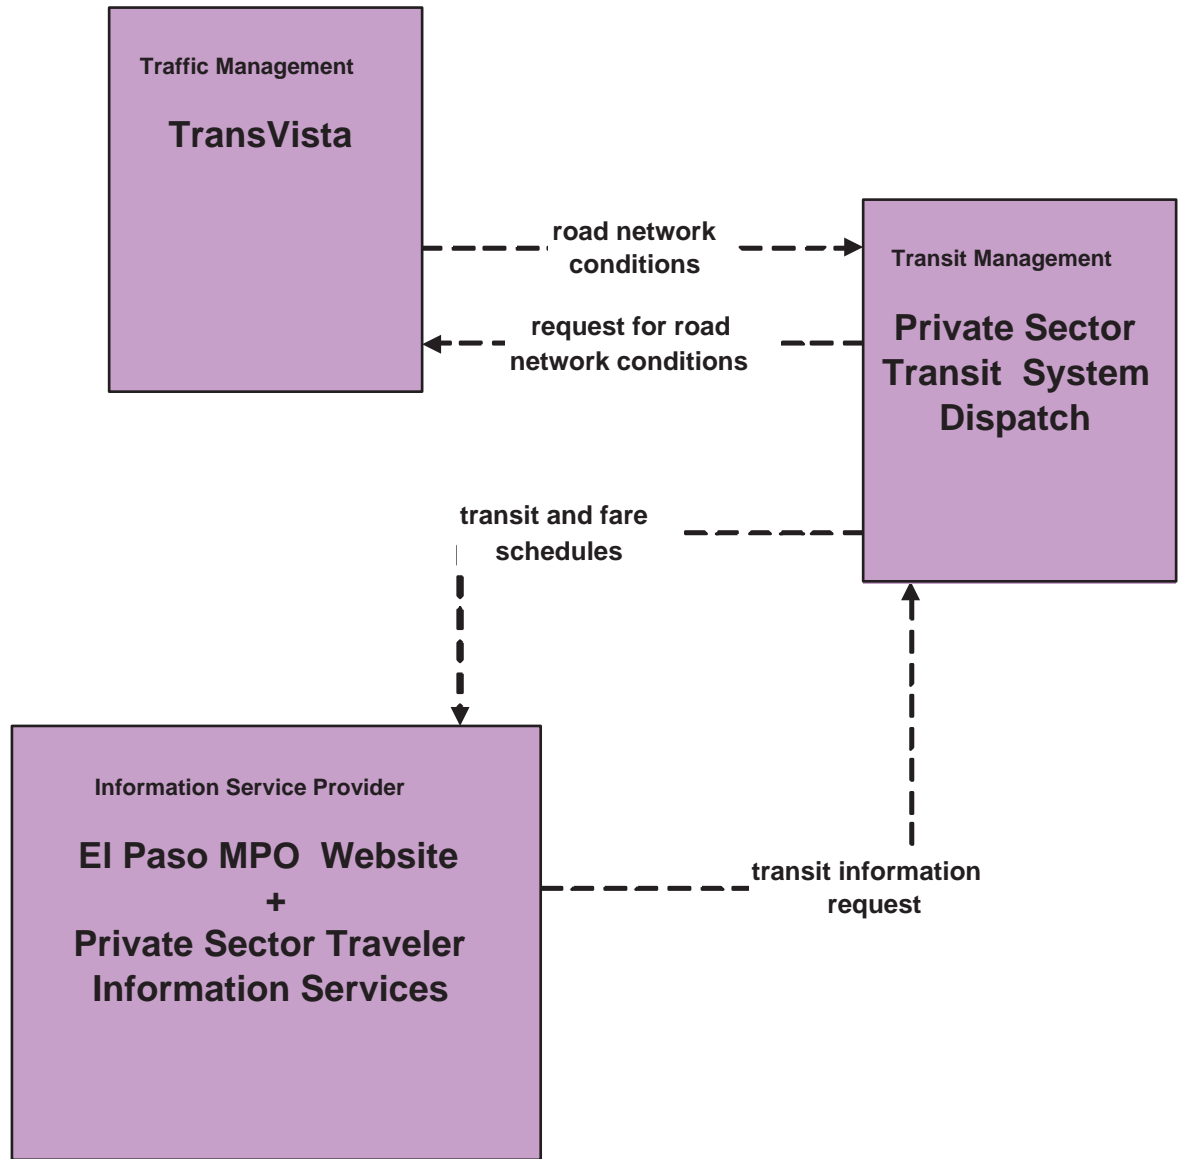 Traffic Management
TransVista
road network
conditions
request for road
network conditions
Transit Management
Private Sector
Transit System
Dispatch
transit and fare
schedules
Information Service Provider
El Paso MPO Website
+
Private Sector Traveler
Information Services
transit information
request